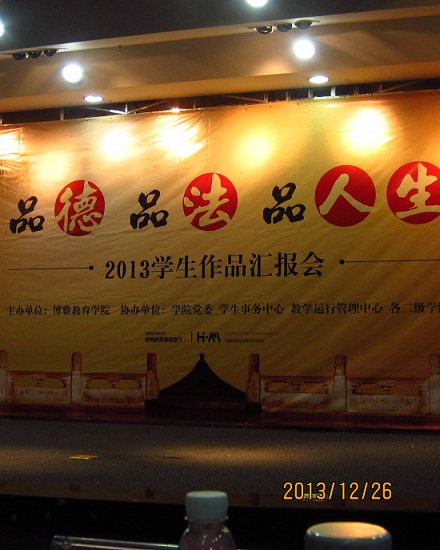 品德 品法 品人生
2013学生作品汇报会
主办单位：博雅教育学院 协办单位：学院党委 学生事务中心 教学运行管理中心 各二级学
2013/12/26